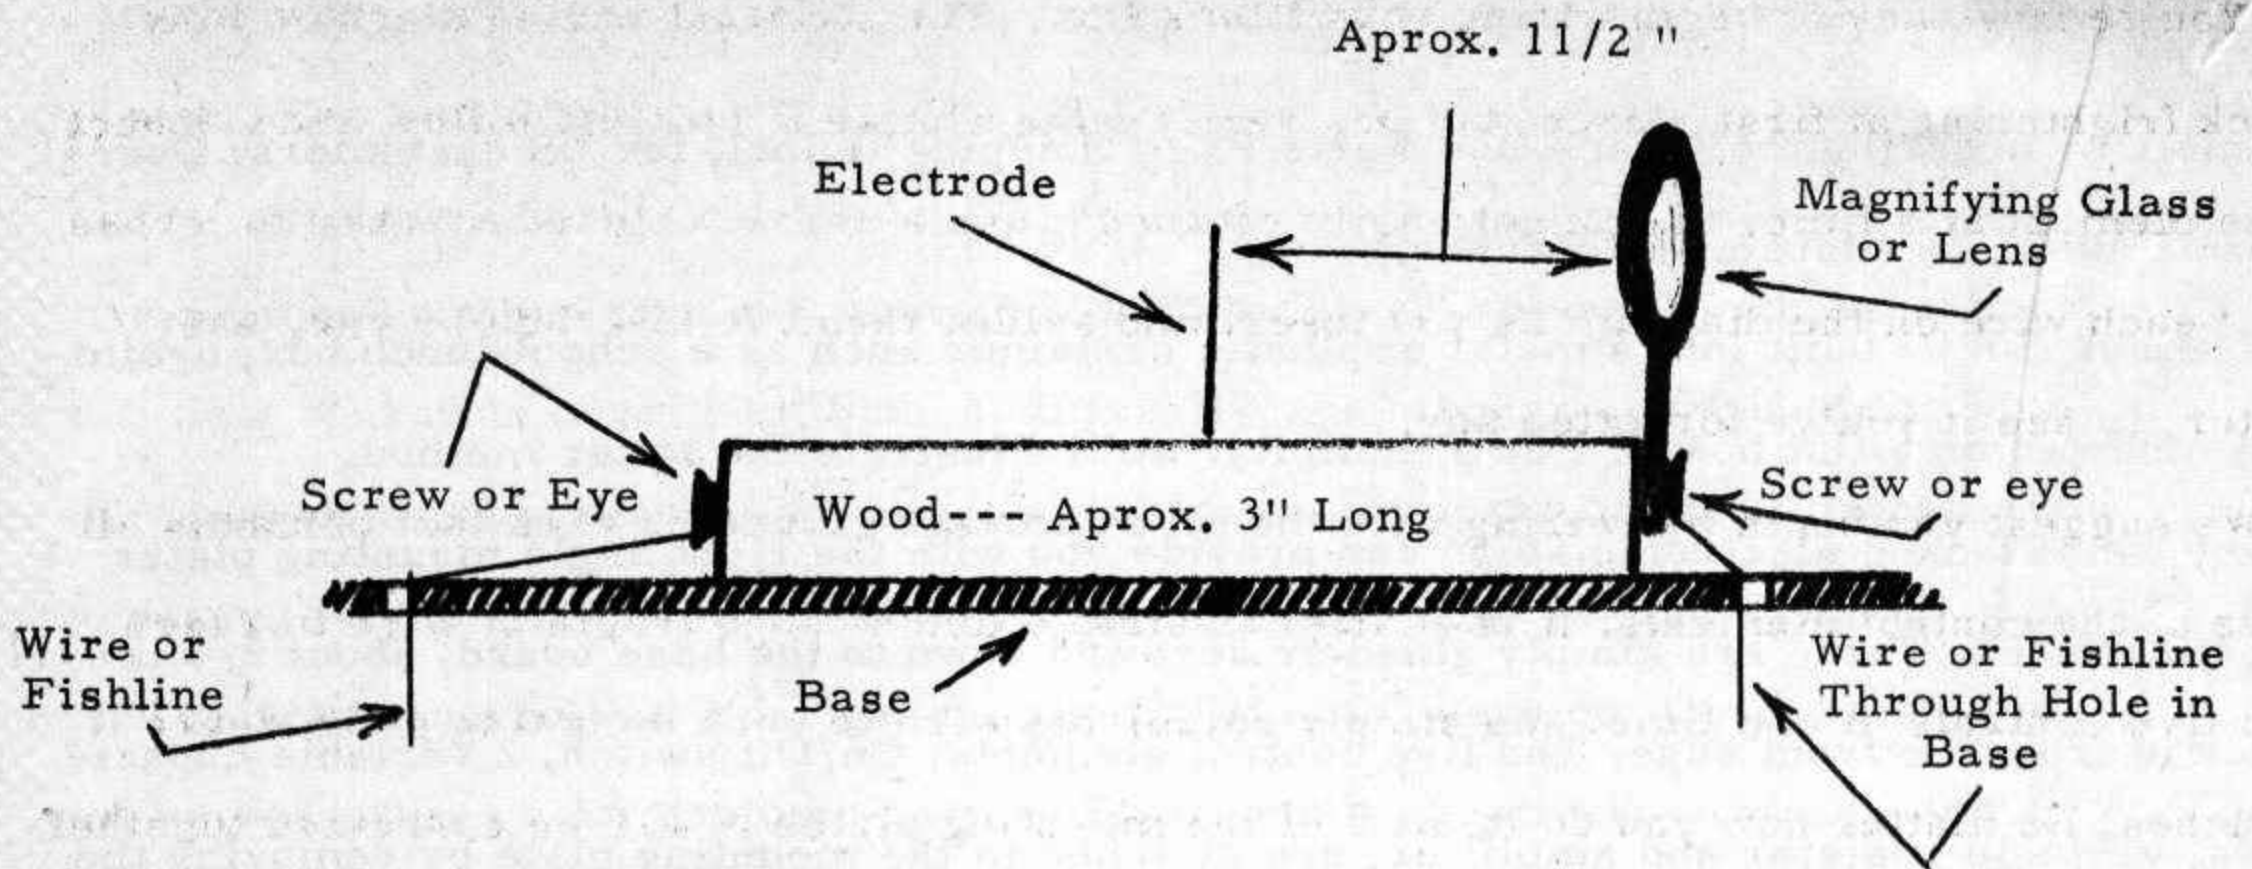 Aprox. 11/2 "
Electrode
Magnifying Glass
or Lens
Screw or Eye
Wood--- Aprox. 3" Long
Screw or eye
Wire or
Fishline
Base
Wire or Fishline
Through Hole in
Base